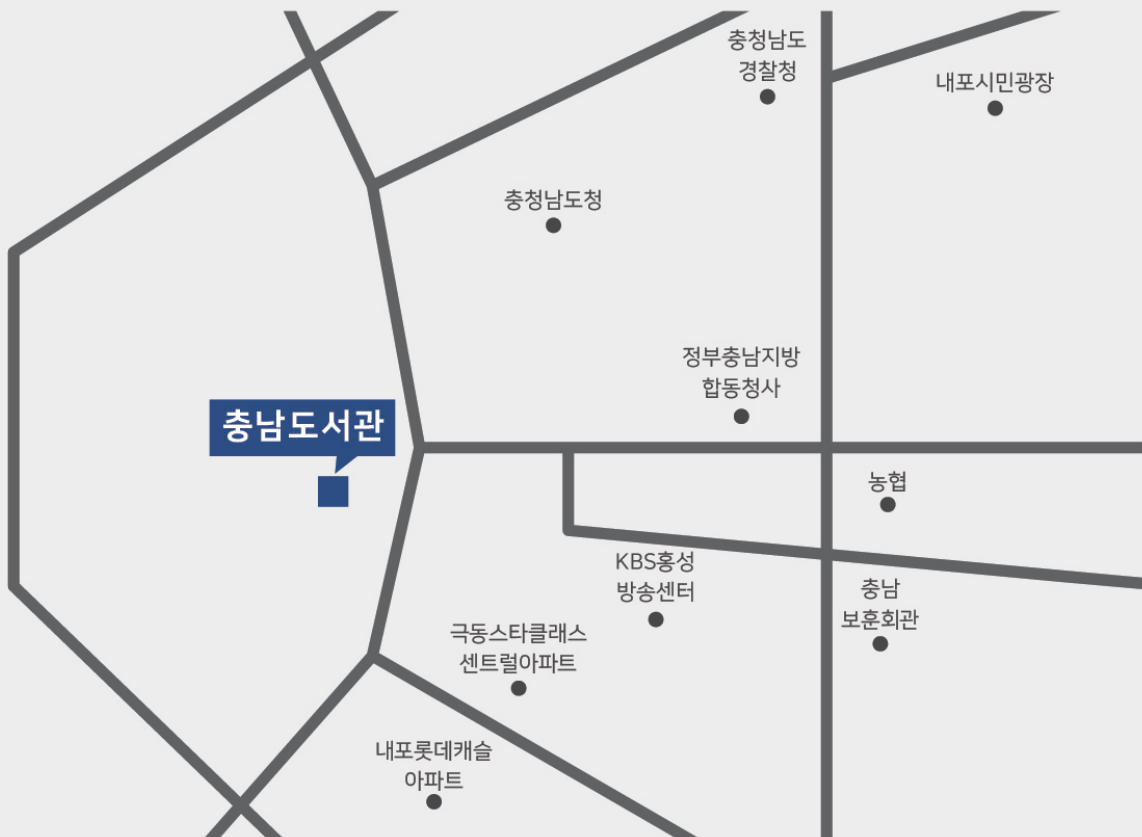 충청남도
경찰청
내포시민광장
충청남도청
정부충남지방
합동청사
충남도서관
농협
KBS홍성
방송센터
충남
보훈회관
극동스타클래스
센트럴아파트
내포롯데캐슬
아파트